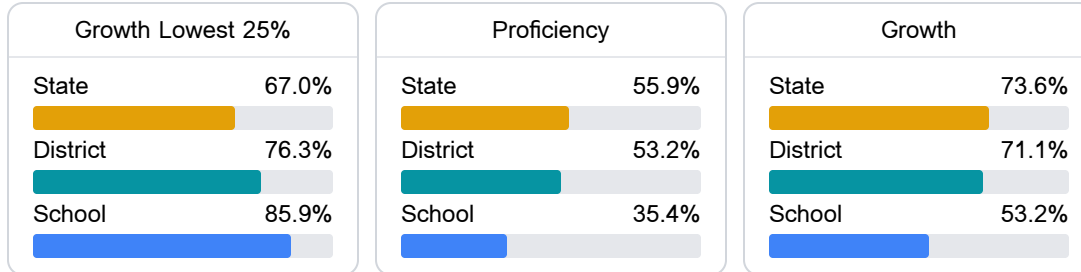 Growth Lowest 25%
State 67.0%
District 76.3%
School 85.9%
Proficiency
State 55.9%
District 53.2%
School 35.4%
Growth
State 73.6%
District 71.1%
School 53.2%